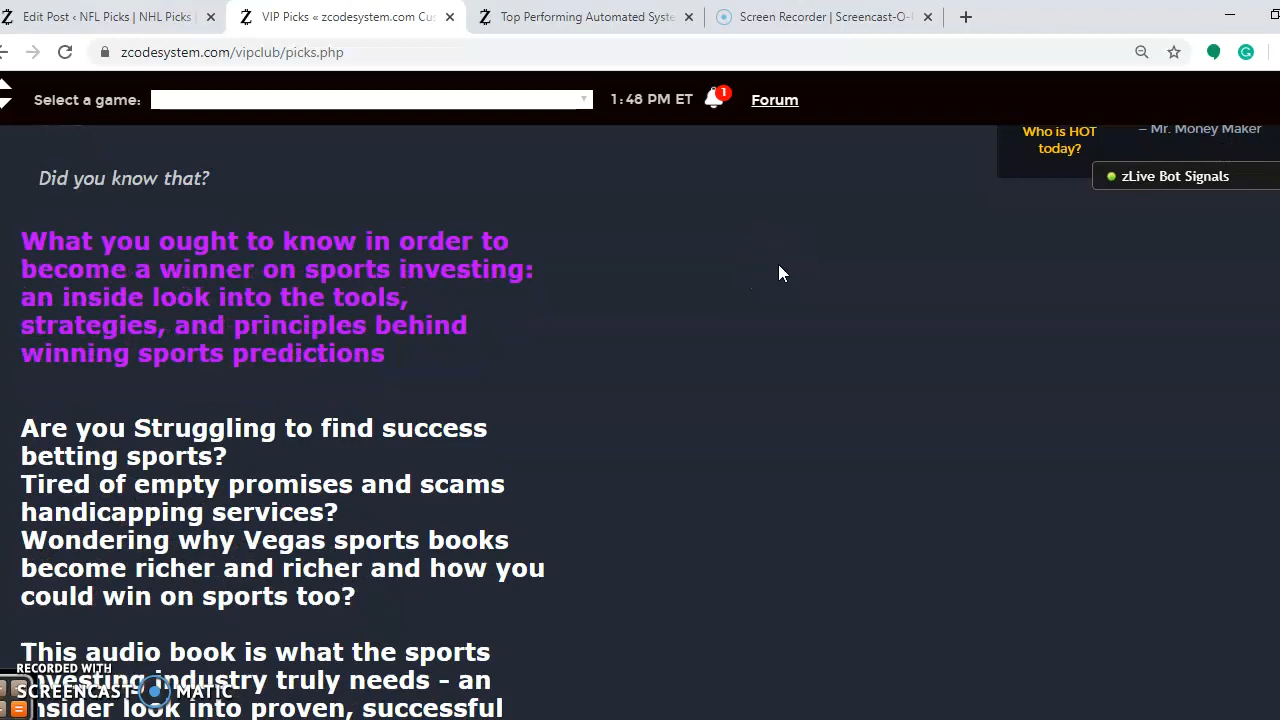 Edit Post ‹ NFL Picks | NHL Picks |
VIP Picks « zcodesystem.com Cu
Top Performing Automated Syste
Screen Recorder | Screencast-O-
zcodesystem.com/vipclub/picks.php
Select a game:
1:48 PM ET
1
Forum
Who is HOT
today?
– Mr. Money Maker
zLive Bot Signals
Did you know that?
What you ought to know in order to
become a winner on sports investing:
an inside look into the tools,
strategies, and principles behind
winning sports predictions
Are you Struggling to find success
betting sports?
Tired of empty promises and scams
handicapping services?
Wondering why Vegas sports books
become richer and richer and how you
could win on sports too?
This audio book is what the sports
RECORDED WITH
investing industry truly needs - an
SCREENCAST MATIC
insider look into proven, successful